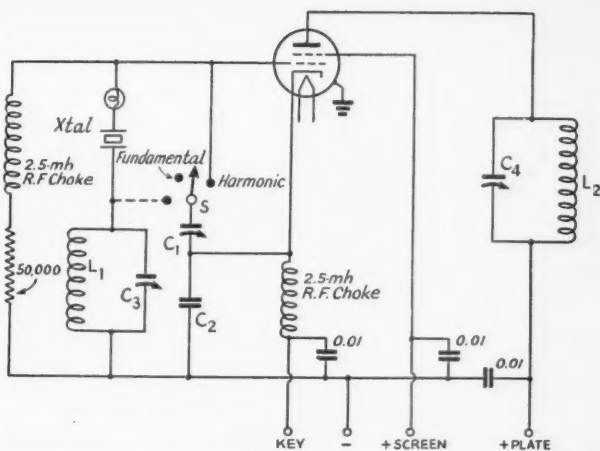 Xtal
Fundamental
2.5-mh
R.F. Choke
Harmonic
S
C4
L2
C1
50,000
L1
C3
2.5-mh
R.F. Choke
C2
0.01
0.01
0.01
KEY
-
+ SCREEN
+ PLATE